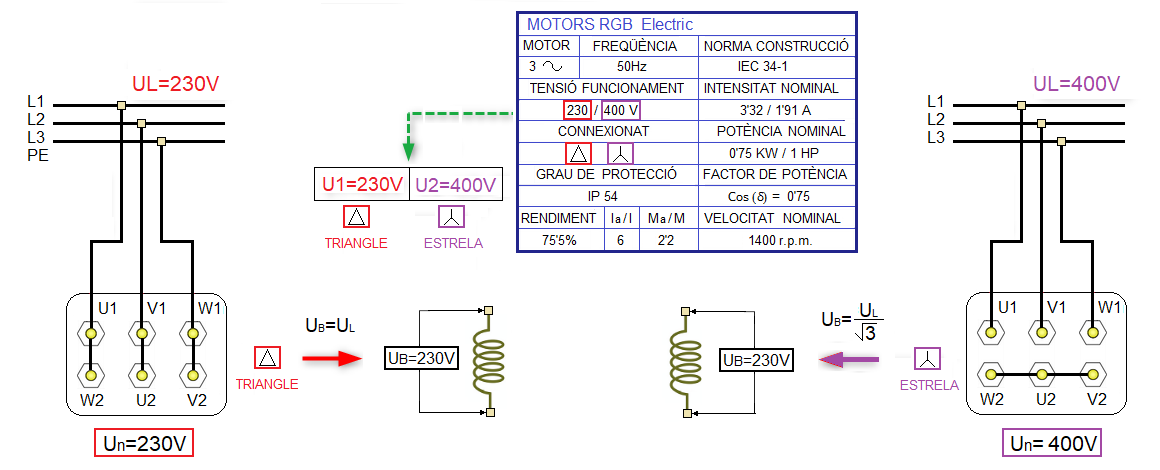 MOTORS RGB Electric
MOTOR
FREQÜÈNCIA
NORMA CONSTRUCCIÓ
3
50Hz
IEC 34-1
TENSIÓ FUNCIONAMENT
INTENSITAT NOMINAL
230 / 400 V
3'32 / 1'91 A
CONNEXIONAT
POTÈNCIA NOMINAL
0'75 KW / 1 HP
GRAU DE PROTECCIÓ
FACTOR DE POTÈNCIA
IP 54
Cos (δ) = 0'75
RENDIMENT
Ia / I
Ma / M
VELOCITAT NOMINAL
75'5%
6
2'2
1400 r.p.m.
UL=230V
L1
L2
L3
PE
U1 V1 W1
W2 U2 V2
Un=230V
U1=230V U2=400V
TRIANGLE ESTRELA
UB=UL
TRIANGLE
UB=230V
UB=230V
UB=UL/√3
ESTRELA
UL=400V
L1
L2
L3
U1 V1 W1
W2 U2 V2
Un= 400V